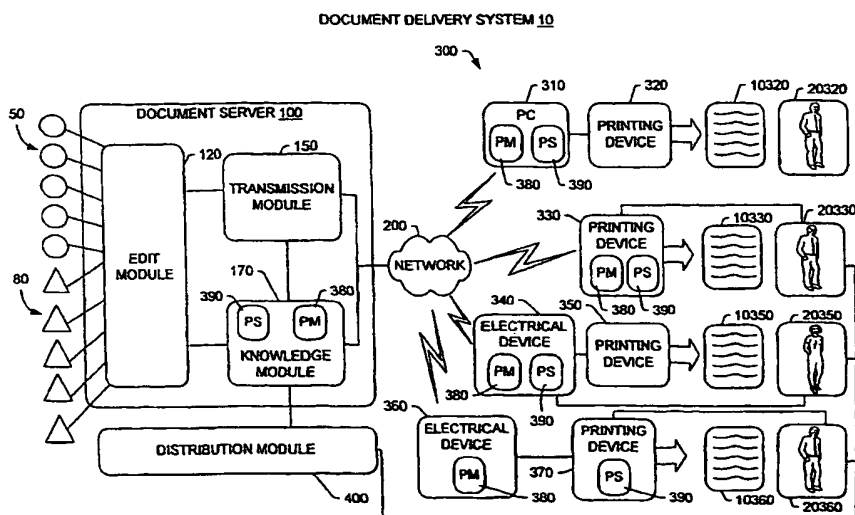 DOCUMENT DELIVERY SYSTEM 10
300
310
320
10320
20320
50
DOCUMENT SERVER 100
120
150
PC
PM
PS
PRINTING
DEVICE
380
390
TRANSMISSION
MODULE
EDIT
MODULE
200
NETWORK
330
PRINTING
DEVICE
PM
PS
380
390
10330
20330
80
170
390
380
PS
PM
KNOWLEDGE
MODULE
340
ELECTRICAL
DEVICE
PM
PS
380
390
350
PRINTING
DEVICE
10350
20350
360
ELECTRICAL
DEVICE
PM
380
PRINTING
DEVICE
370
PS
390
10360
20360
DISTRIBUTION MODULE
400